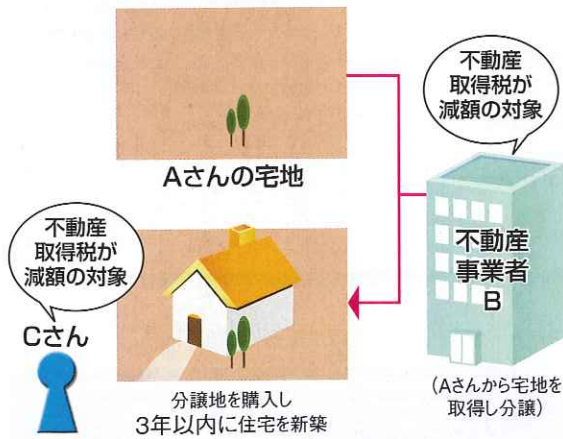 Aさんの宅地
不動産
取得税が
減額の対象
不動産
事業者
B
(Aさんから宅地を
取得し分譲)
不動産
取得税が
減額の対象
Cさん
分譲地を購入し
3年以内に住宅を新築